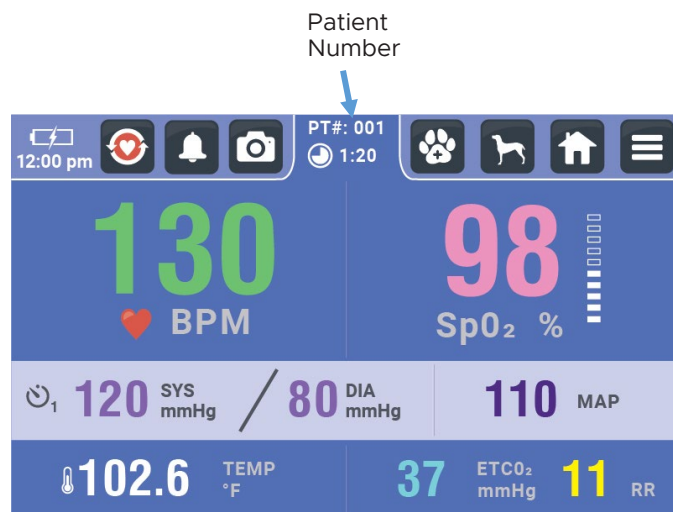 Patient
Number
PT#: 001
12:00 pm
1:20
130
BPM
98
Sp0₂ %
1 120 SYS mmHg / 80 DIA mmHg
110 MAP
102.6 TEMP °F
37 ETC0₂ mmHg
11 RR